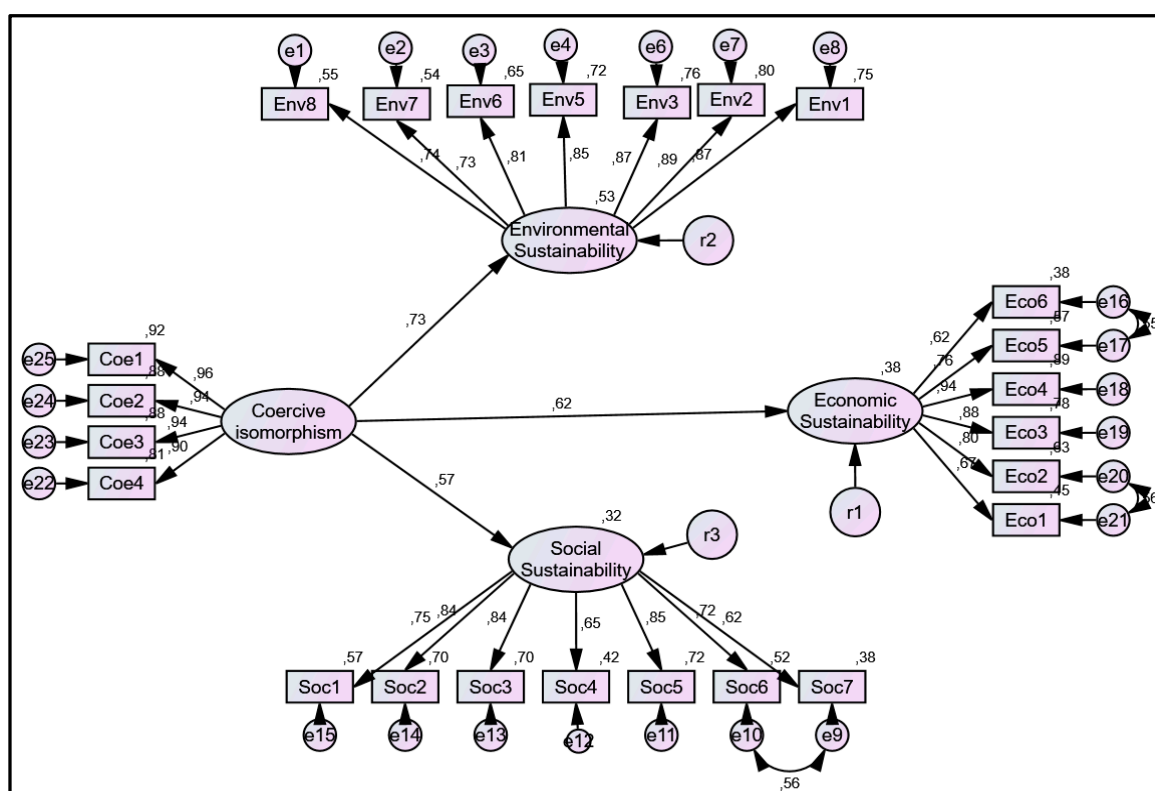 e1
e2
e3
e4
e6
e7
e8
,55
,54
,65
,72
,76
,80
,75
Env8
Env7
Env6
Env5
Env3
Env2
Env1
,74
,73
,81
,85
,87
,89
,87
,53
Environmental
Sustainability
r2
,73
,92
e25
Coe1
,96
,88
e24
Coe2
,94
,88
e23
Coe3
,94
,81
e22
Coe4
,90
Coercive
isomorphism
,62
,57
,38
Economic
Sustainability
r1
,38
Eco6
e16
,62
,57
Eco5
e17
,76
,89
Eco4
e18
,94
,78
Eco3
e19
,88
,63
Eco2
e20
,80
,45
Eco1
e21
,67
,32
Social
Sustainability
r3
,75
,84
,84
,65
,85
,72
,62
,57
,70
,70
,42
,72
,52
,38
Soc1
Soc2
Soc3
Soc4
Soc5
Soc6
Soc7
e15
e14
e13
e12
e11
e10
e9
,56